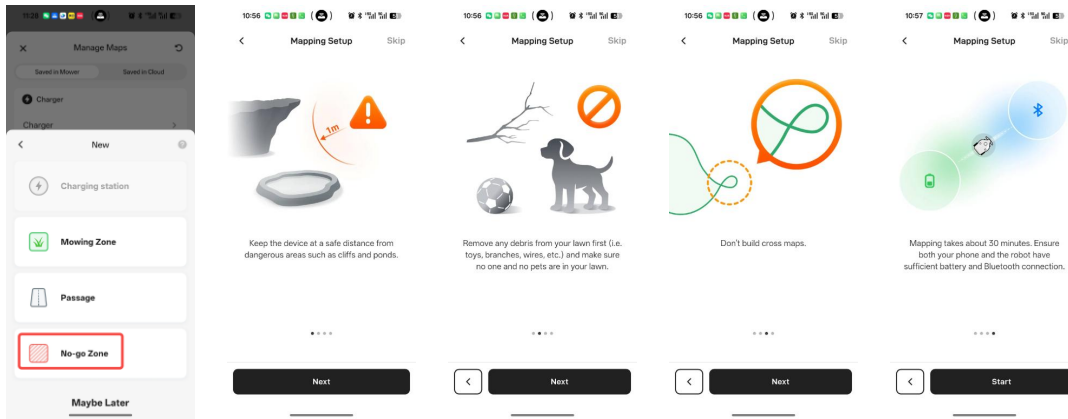 11:28
Manage Maps
Saved in Mower
Saved in Cloud
Charger
Charger
New
Charging station
Mowing Zone
Passage
No-go Zone
Maybe Later
10:56
Mapping Setup
Skip
1m
Keep the device at a safe distance from
dangerous areas such as cliffs and ponds.
Next
10:56
Mapping Setup
Skip
Remove any debris from your lawn first (i.e.
toys, branches, wires, etc.) and make sure
no one and no pets are in your lawn.
Next
10:56
Mapping Setup
Skip
Don't build cross maps.
Next
10:57
Mapping Setup
Skip
Mapping takes about 30 minutes. Ensure
both your phone and the robot have
sufficient battery and Bluetooth connection.
Start